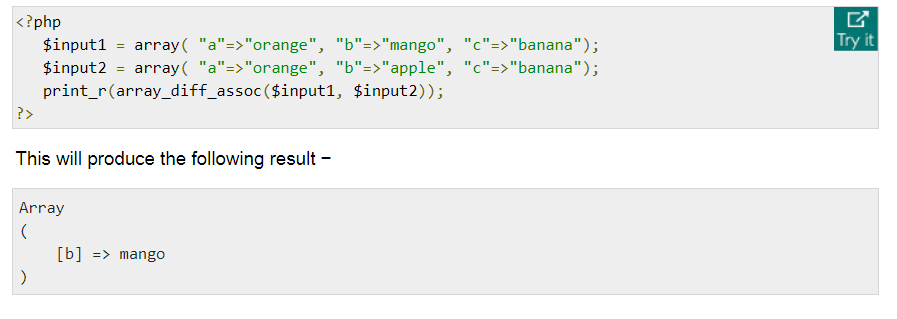 <?php
   $input1 = array( "a"=>"orange", "b"=>"mango", "c"=>"banana");
   $input2 = array( "a"=>"orange", "b"=>"apple", "c"=>"banana");
   print_r(array_diff_assoc($input1, $input2));
?>
Try it
This will produce the following result −
Array
(
    [b] => mango
)